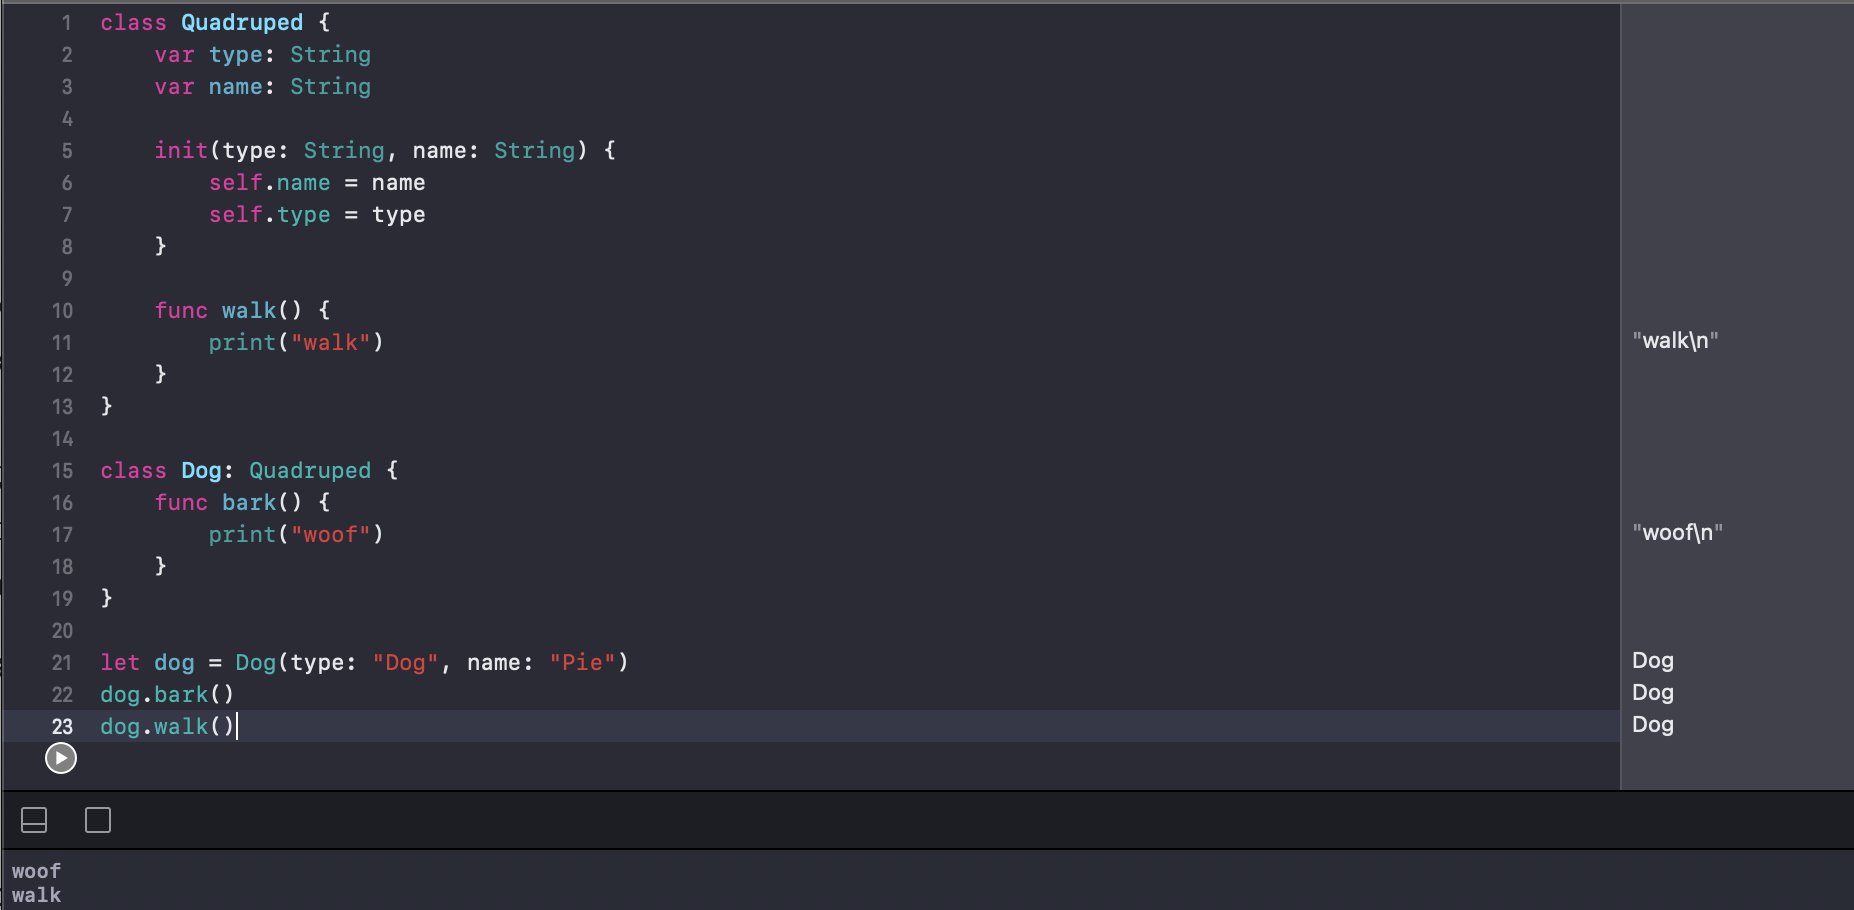 1 class Quadruped {
2 var type: String
3 var name: String
4
5 init(type: String, name: String) {
6 self.name = name
7 self.type = type
8 }
9
10 func walk() {
11 print("walk") "walk\n"
12 }
13 }
14
15 class Dog: Quadruped {
16 func bark() {
17 print("woof") "woof\n"
18 }
19 }
20
21 let dog = Dog(type: "Dog", name: "Pie") Dog
22 dog.bark() Dog
23 dog.walk() Dog
woof
walk